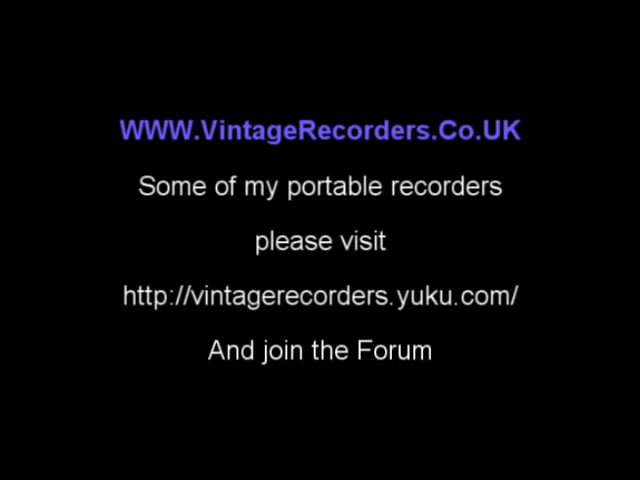 WWW.VintageRecorders.Co.UK
Some of my portable recorders
please visit
http://vintagerecorders.yuku.com/
And join the Forum